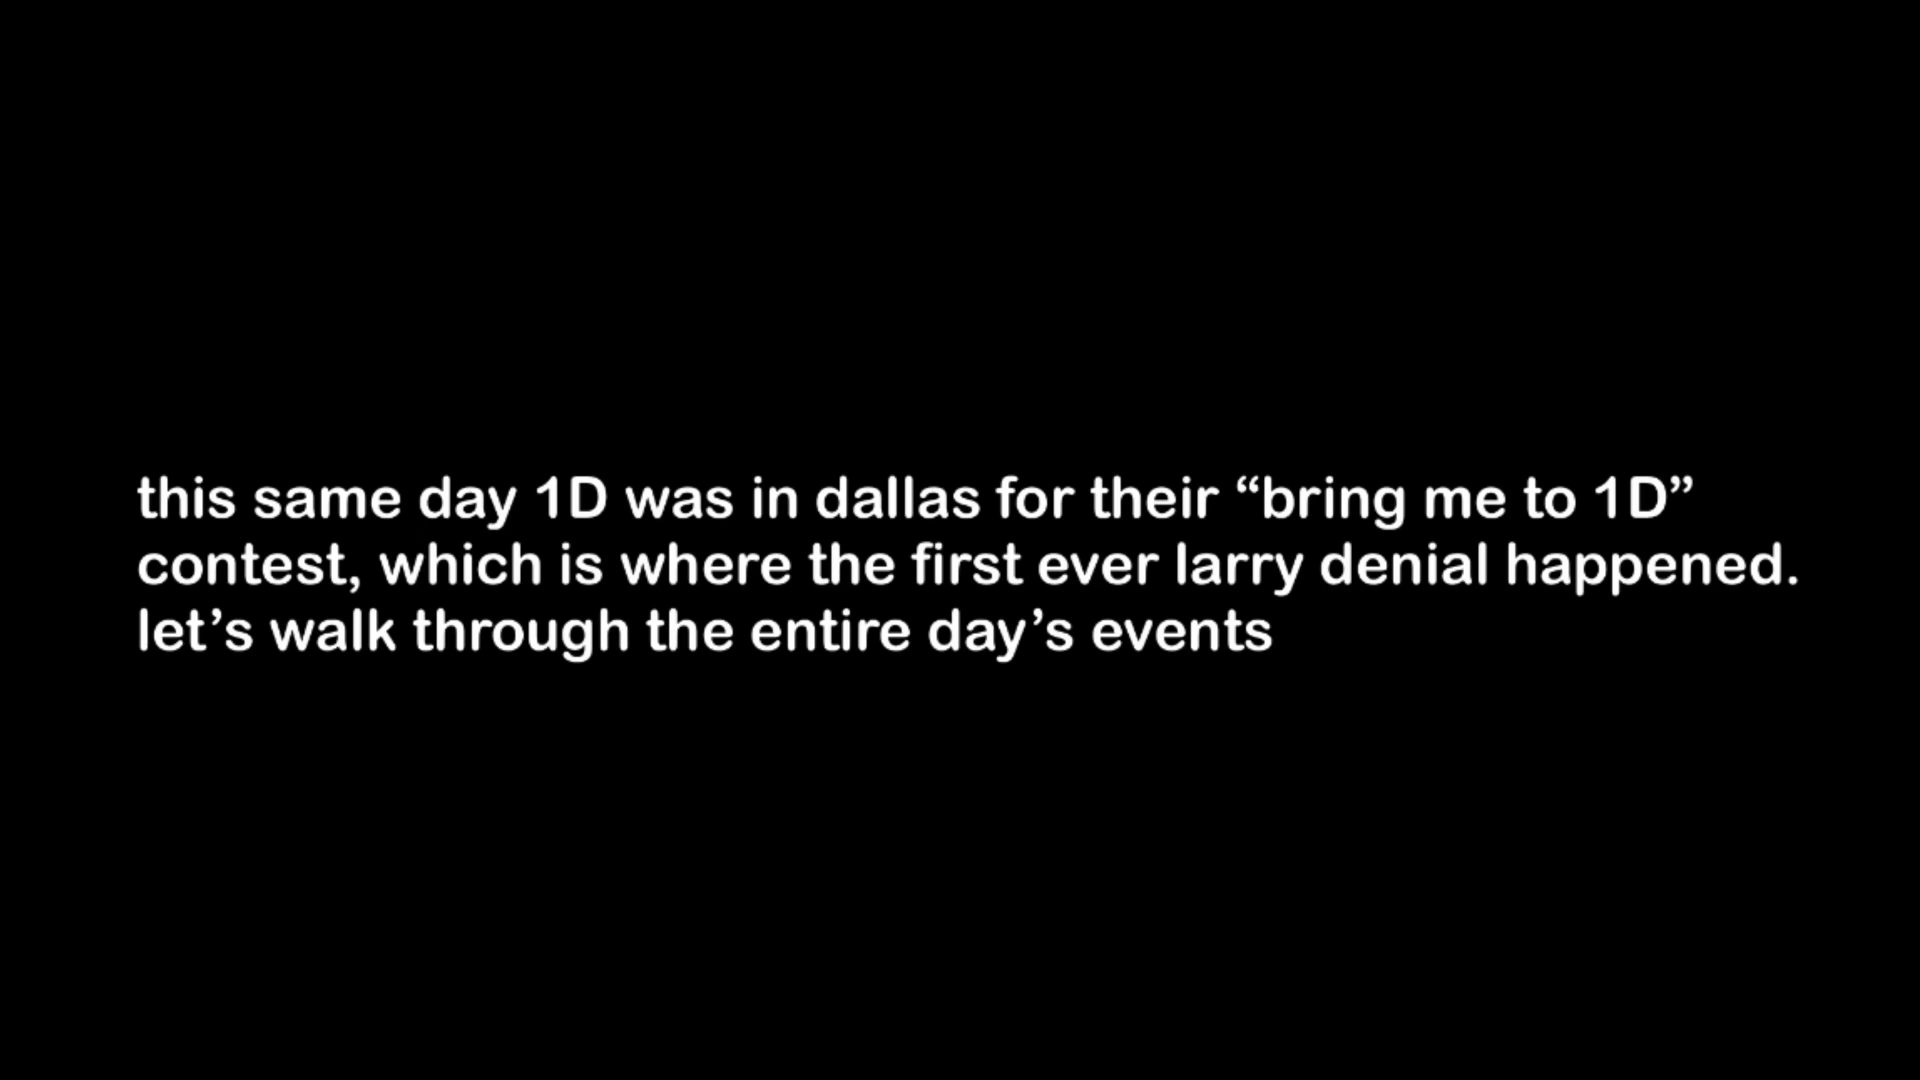 this same day 1D was in dallas for their “bring me to 1D”
contest, which is where the first ever larry denial happened.
let’s walk through the entire day’s events